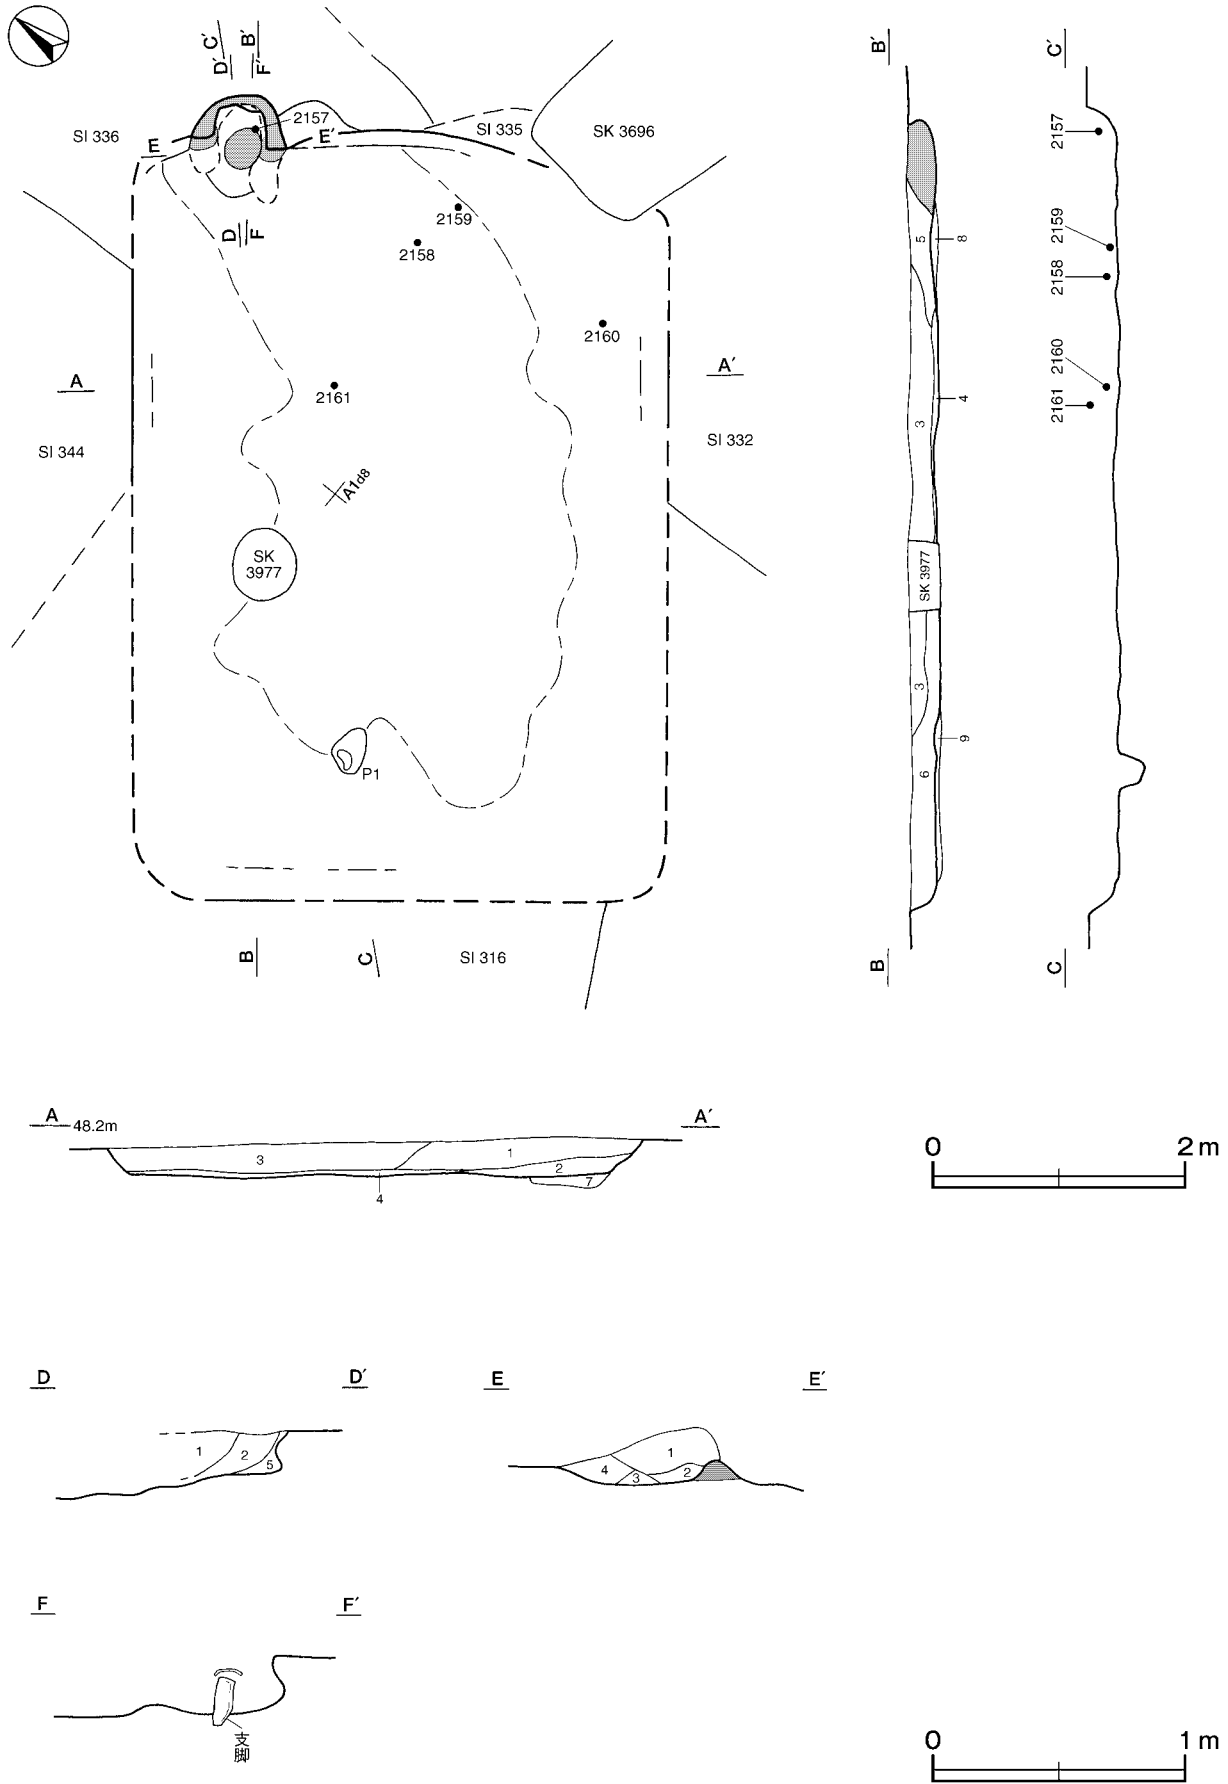 C′
B′
D′
F′
SI 336
E
2157
E′
SI 335
SK 3696
D
F
2159
2158
2160
A
A′
2161
SI 344
SI 332
A1d8
SK
3977
P1
B
C
SI 316
B′
5
8
3
4
SK 3977
3
9
6
B
C′
2157
2159
2158
2160
2161
C
A
48.2m
A′
3
1
2
4
7
0
2 m
D
D′
1
2
5
E
E′
1
4
3
2
F
F′
支
脚
0
1 m